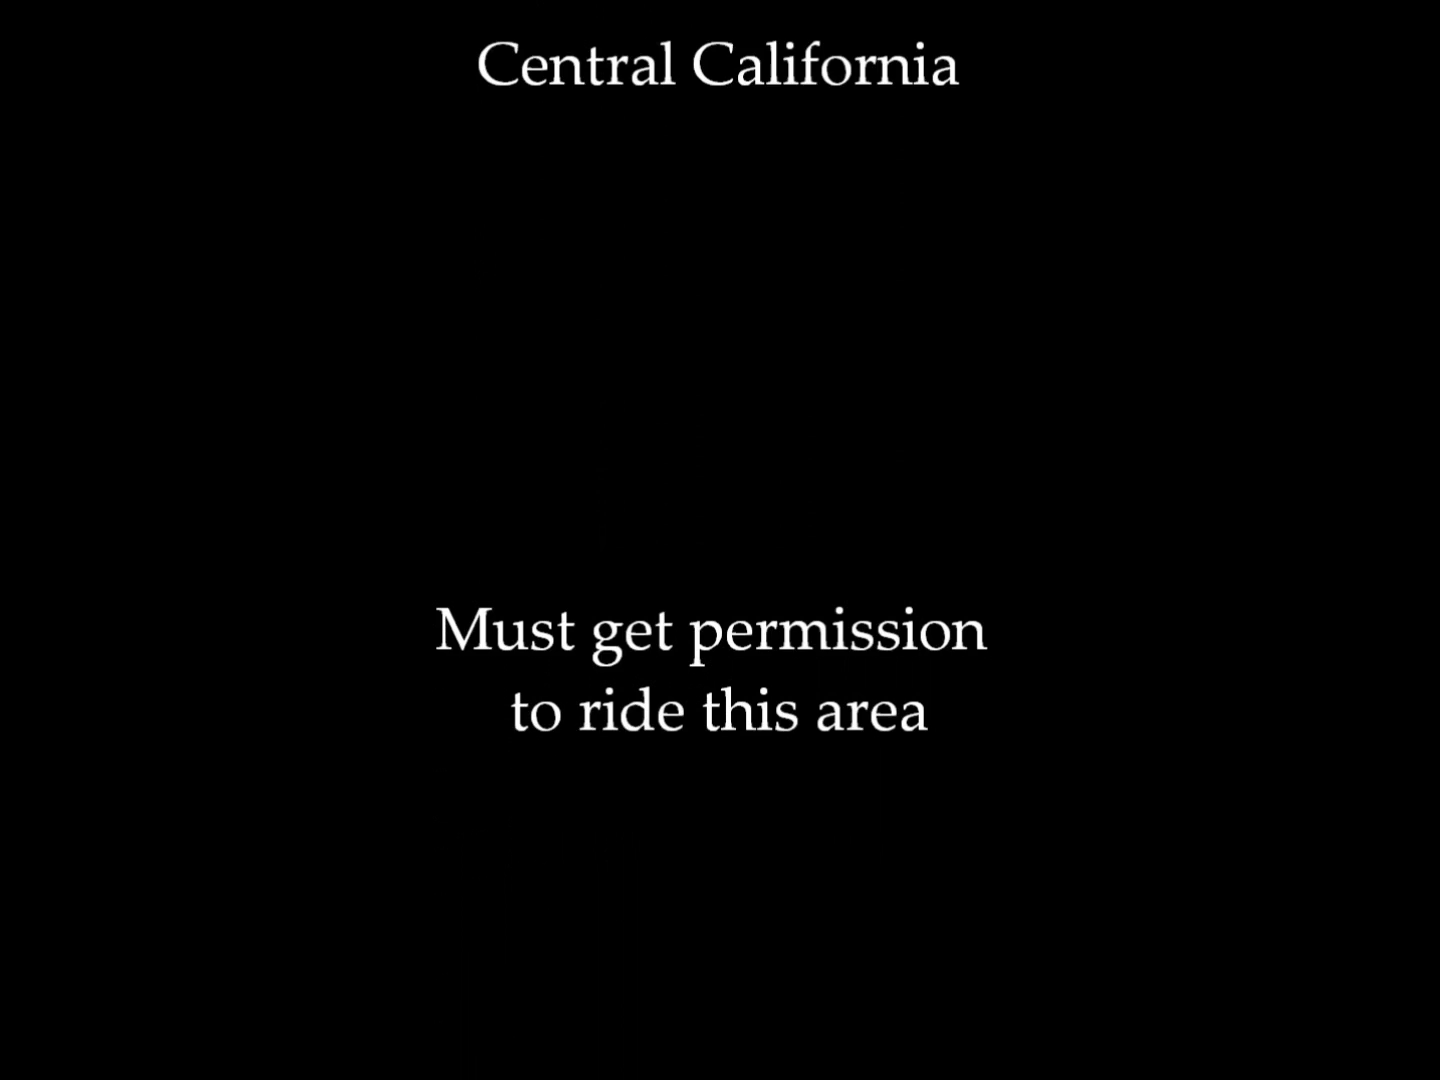 Central California
Must get permission
to ride this area